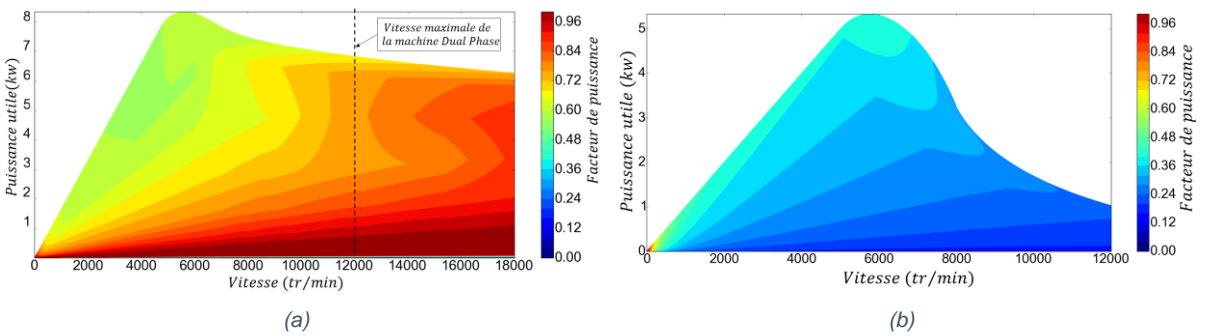 8
7
6
5
4
3
2
1
Puissance utile(kw)
Vitesse maximale de
la machine Dual Phase
0 2000 4000 6000 8000 10000 12000 14000 16000 18000
Vitesse (tr/min)
0.96
0.84
0.72
0.60
0.48
0.36
0.24
0.12
0.00
Facteur de puissance
(a)
5
4
3
2
1
0
Puissance utile (kw)
0 2000 4000 6000 8000 10000 12000
Vitesse (tr/min)
0.96
0.84
0.72
0.60
0.48
0.36
0.24
0.12
0.00
Facteur de puissance
(b)